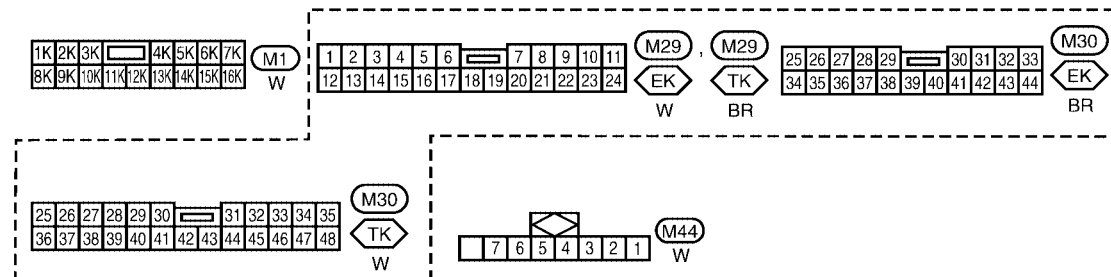 1K 2K 3K 4K 5K 6K 7K
8K 9K 10K 11K 12K 13K 14K 15K 16K
M1
W
1 2 3 4 5 6 7 8 9 10 11
12 13 14 15 16 17 18 19 20 21 22 23 24
M29 , M29
EK TK
W BR
25 26 27 28 29 30 31 32 33
34 35 36 37 38 39 40 41 42 43 44
M30
EK
BR
25 26 27 28 29 30 31 32 33 34 35
36 37 38 39 40 41 42 43 44 45 46 47 48
M30
TK
W
7 6 5 4 3 2 1
M44
W